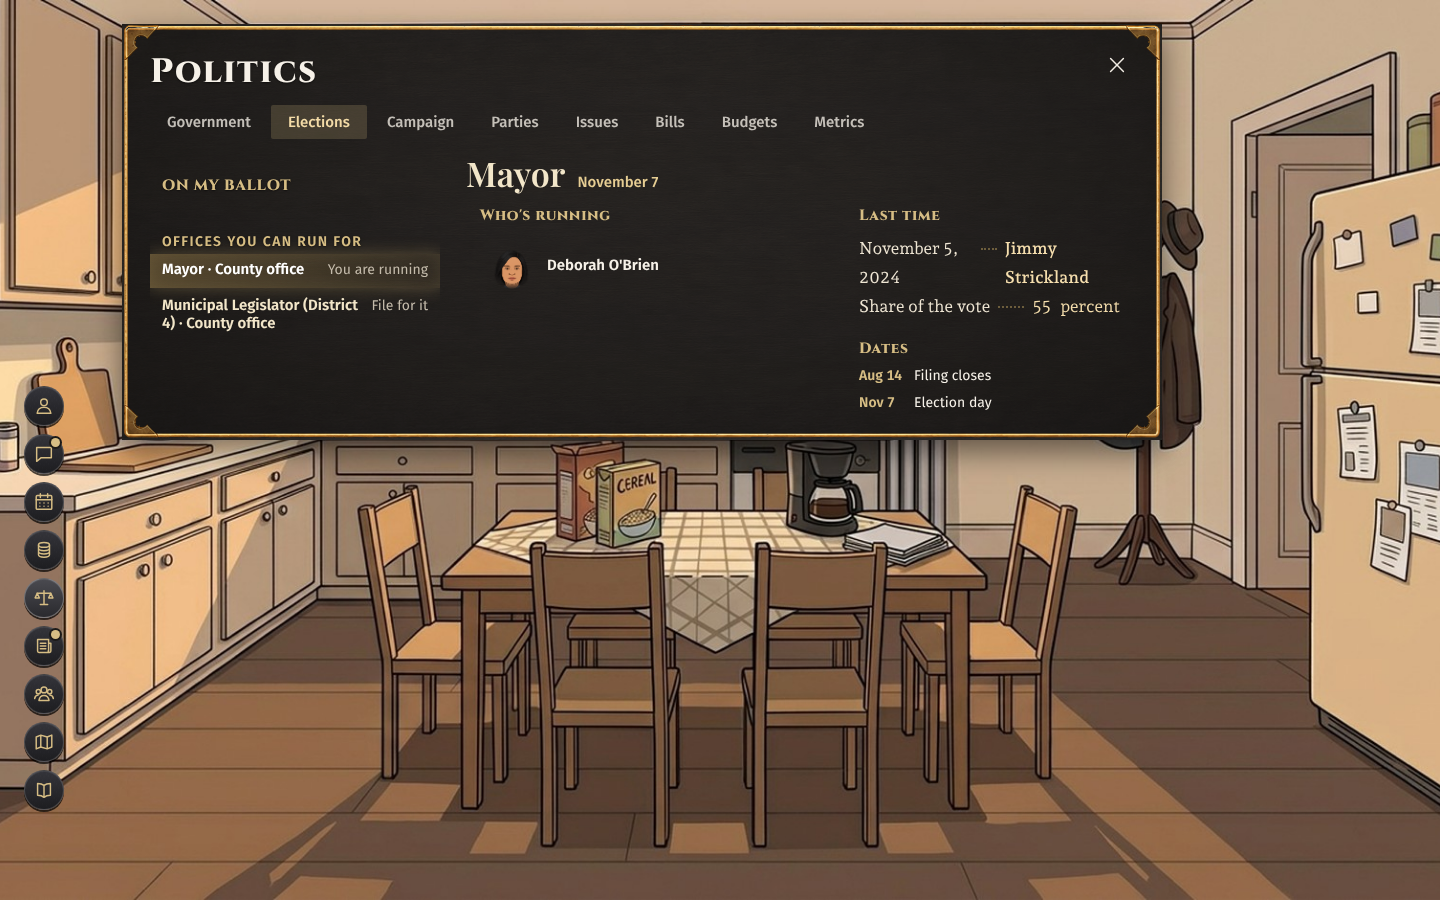 Politics
Government Elections Campaign Parties Issues Bills Budgets Metrics
On my ballot
OFFICES YOU CAN RUN FOR
Mayor · County office You are running
Municipal Legislator (District File for it
4) · County office
Mayor November 7
Who's running
Deborah O'Brien
Last time
November 5, Jimmy
2024 Strickland
Share of the vote 55 percent
Dates
Aug 14 Filing closes
Nov 7 Election day
CEREAL